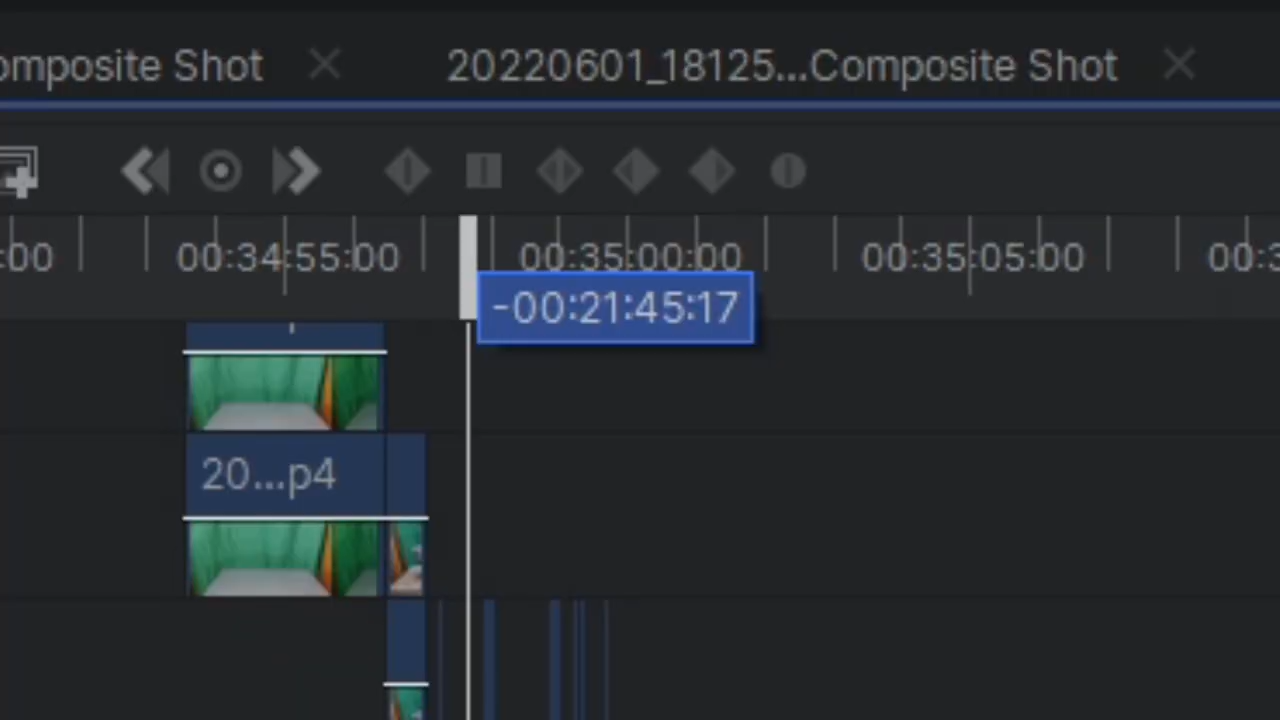 omposite Shot
20220601_18125...Composite Shot
:00
00:34:55:00
00:35:00:00
00:35:05:00
00:3
-00:21:45:17
20...p4